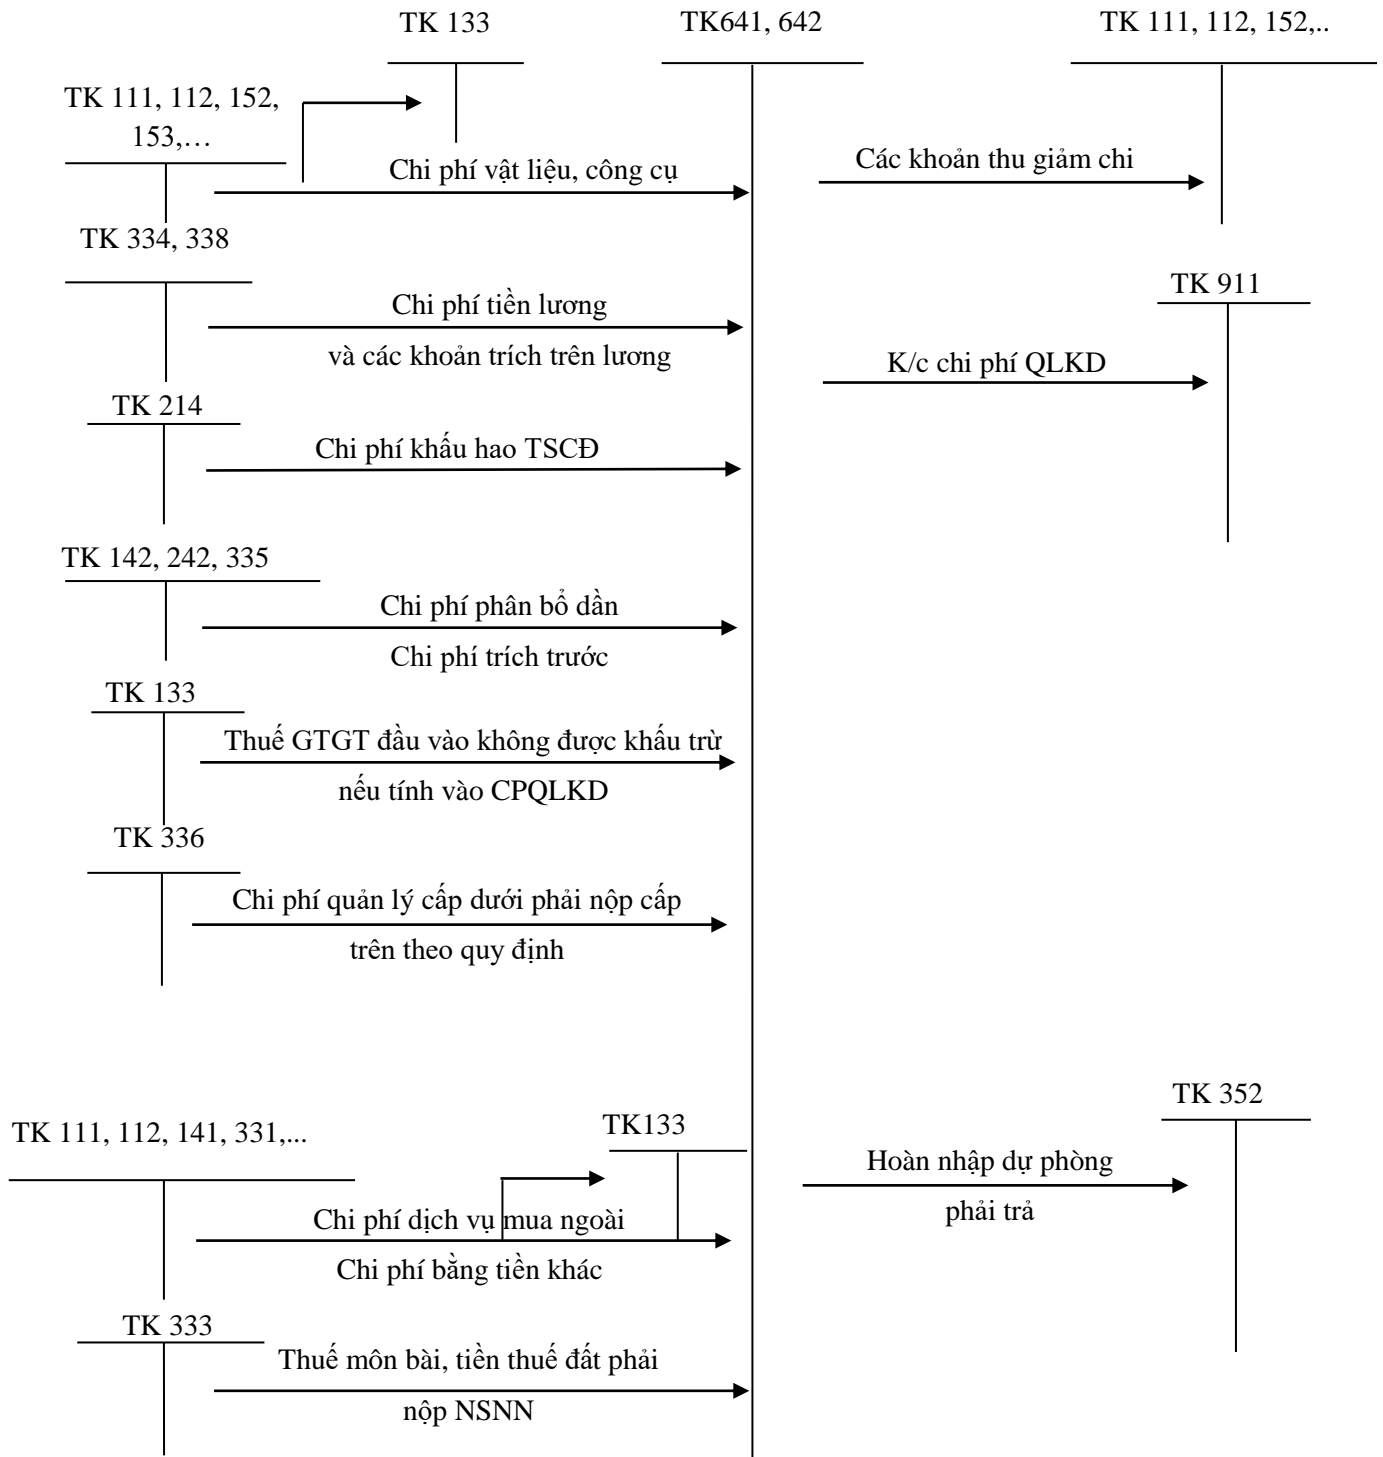 TK 133
TK641, 642
TK 111, 112, 152,..
TK 111, 112, 152,
153,…
Chi phí vật liệu, công cụ
Các khoản thu giảm chi
TK 334, 338
TK 911
Chi phí tiền lương
và các khoản trích trên lương
K/c chi phí QLKD
TK 214
Chi phí khấu hao TSCĐ
TK 142, 242, 335
Chi phí phân bổ dần
Chi phí trích trước
TK 133
Thuế GTGT đầu vào không được khấu trừ
nếu tính vào CPQLKD
TK 336
Chi phí quản lý cấp dưới phải nộp cấp
trên theo quy định
TK 352
TK 111, 112, 141, 331,...
TK133
Hoàn nhập dự phòng
phải trả
Chi phí dịch vụ mua ngoài
Chi phí bằng tiền khác
TK 333
Thuế môn bài, tiền thuế đất phải
nộp NSNN